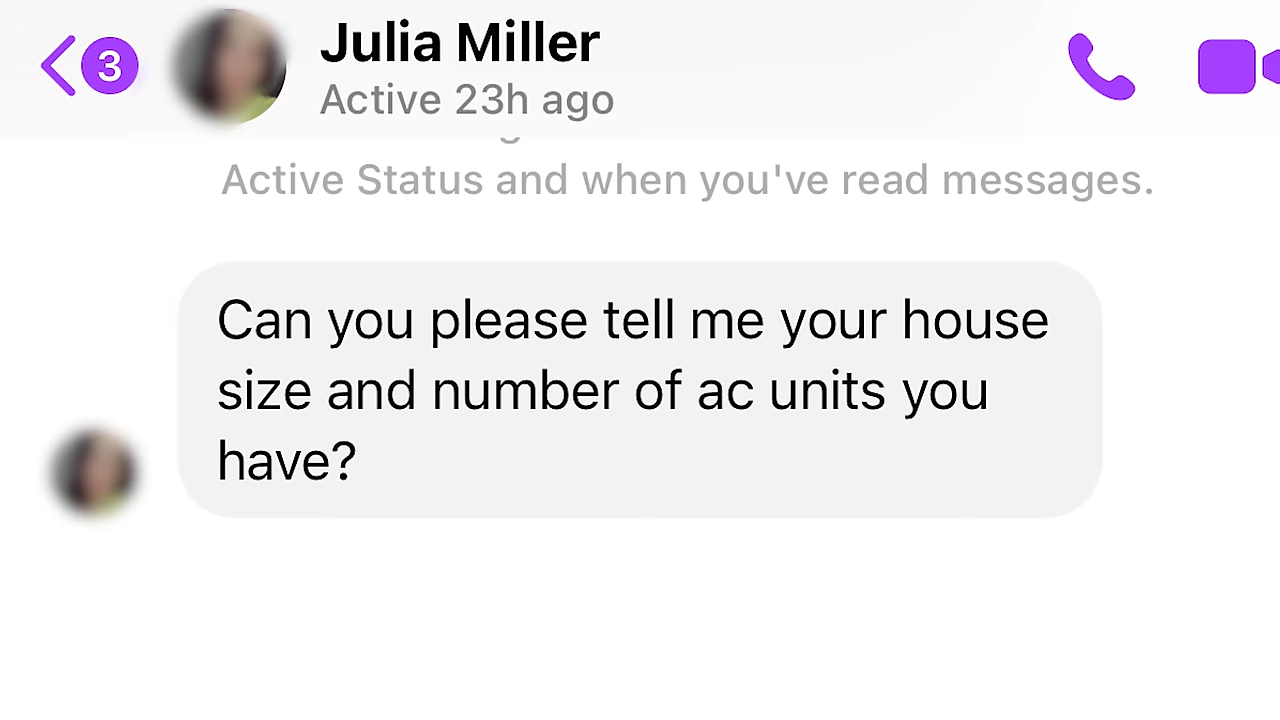 3
Julia Miller
Active 23h ago
Active Status and when you've read messages.
Can you please tell me your house
size and number of ac units you
have?